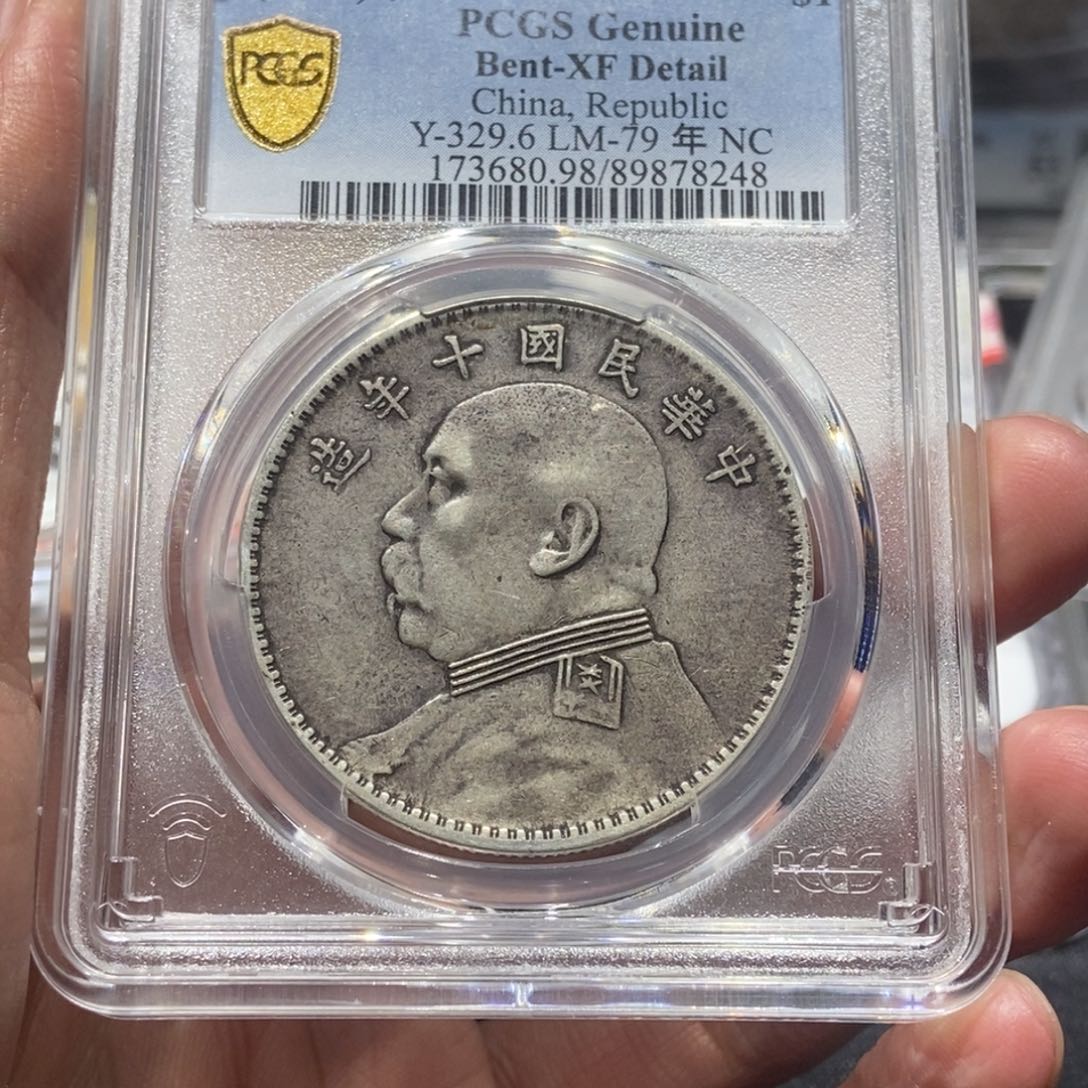 $1
PCGS Genuine
Bent-XF Detail
China, Republic
Y-329.6 LM-79 年 NC
173680.98/89878248
PCGS
造年十國民華中
PCGS